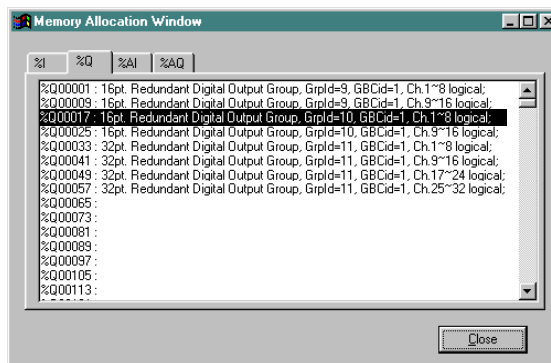 Memory Allocation Window
%I %Q %AI %AQ
%Q00001 : 16pt. Redundant Digital Output Group, GrpId=9, GBCid=1, Ch.1~8 logical;
%Q00009 : 16pt. Redundant Digital Output Group, GrpId=9, GBCid=1, Ch.9~16 logical;
%Q00017 : 16pt. Redundant Digital Output Group, GrpId=10, GBCid=1, Ch.1~8 logical;
%Q00025 : 16pt. Redundant Digital Output Group, GrpId=10, GBCid=1, Ch.9~16 logical;
%Q00033 : 32pt. Redundant Digital Output Group, GrpId=11, GBCid=1, Ch.1~8 logical;
%Q00041 : 32pt. Redundant Digital Output Group, GrpId=11, GBCid=1, Ch.9~16 logical;
%Q00049 : 32pt. Redundant Digital Output Group, GrpId=11, GBCid=1, Ch.17~24 logical;
%Q00057 : 32pt. Redundant Digital Output Group, GrpId=11, GBCid=1, Ch.25~32 logical;
%Q00065 :
%Q00073 :
%Q00081 :
%Q00089 :
%Q00097 :
%Q00105 :
%Q00113 :
Close